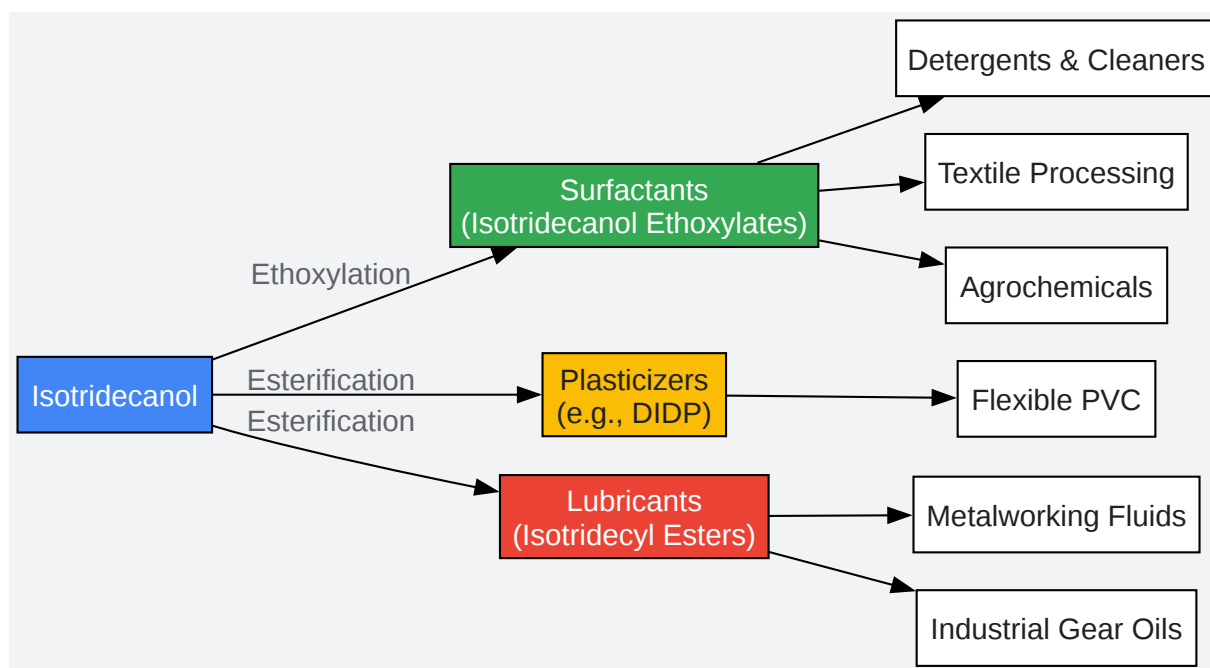 Detergents & Cleaners
Textile Processing
Surfactants
(Isotridecanol Ethoxylates)
Ethoxylation
Agrochemicals
Isotridecanol
Esterification
Plasticizers
(e.g., DIDP)
Flexible PVC
Esterification
Lubricants
(Isotridecyl Esters)
Metalworking Fluids
Industrial Gear Oils